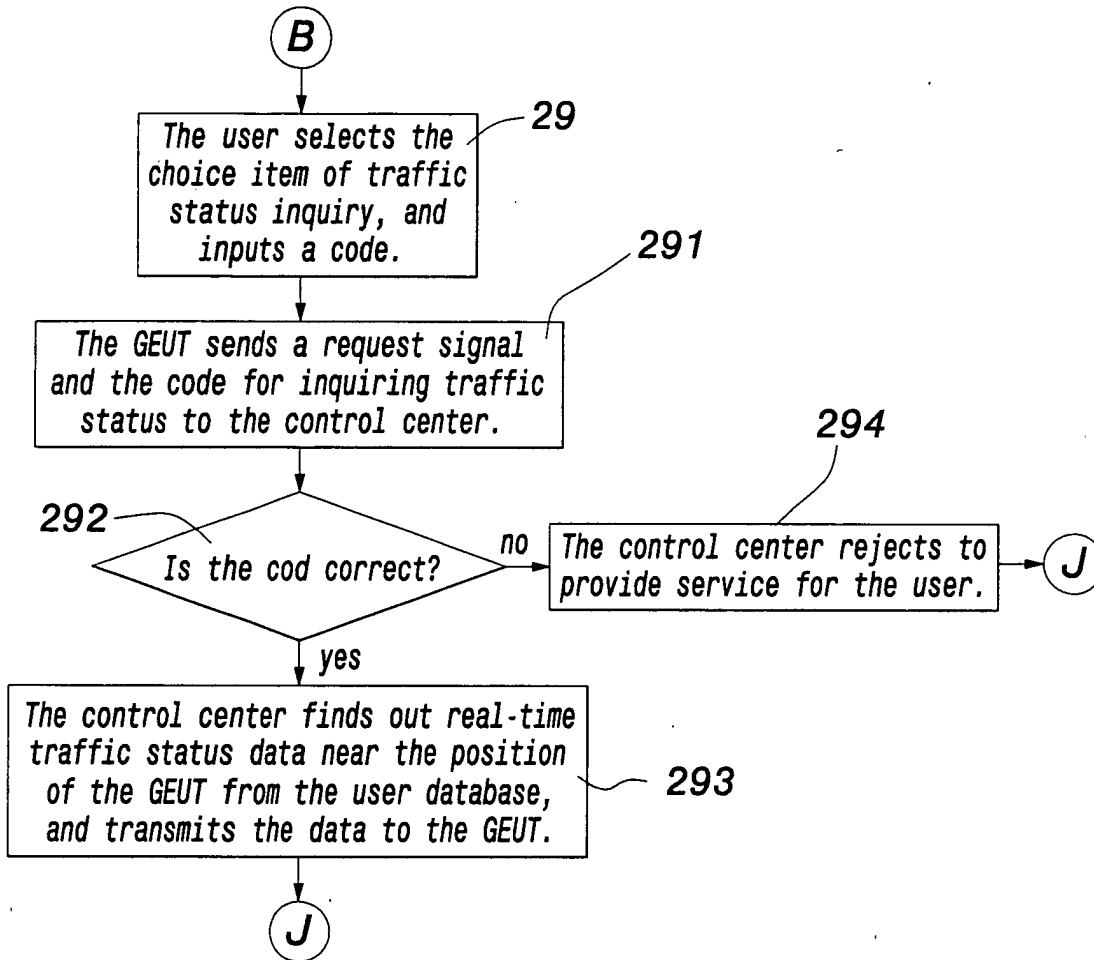 B
29
The user selects the
choice item of traffic
status inquiry, and
inputs a code.
291
The GEUT sends a request signal
and the code for inquiring traffic
status to the control center.
292
Is the cod correct?
no
294
The control center rejects to
provide service for the user.
J
yes
The control center finds out real-time
traffic status data near the position
of the GEUT from the user database,
and transmits the data to the GEUT.
293
J